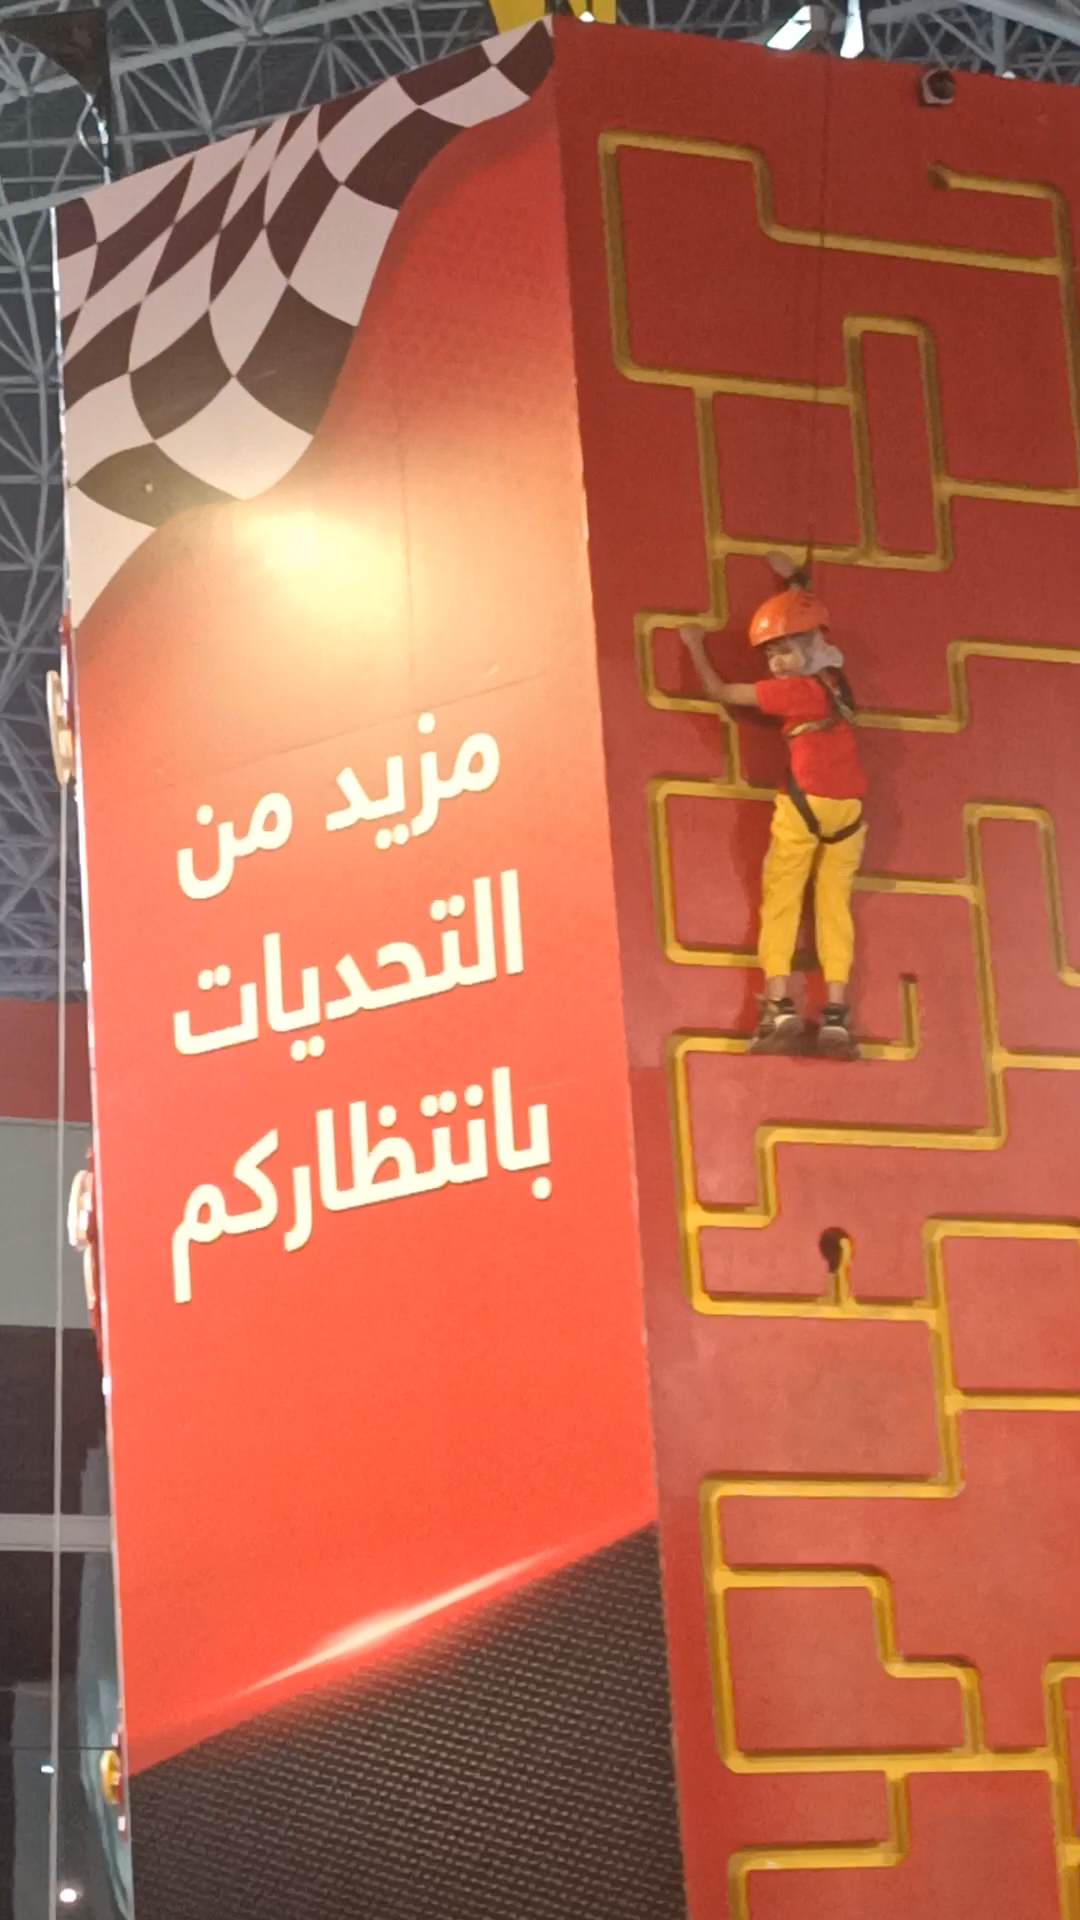 مزيد من
التحديات
بانتظاركم